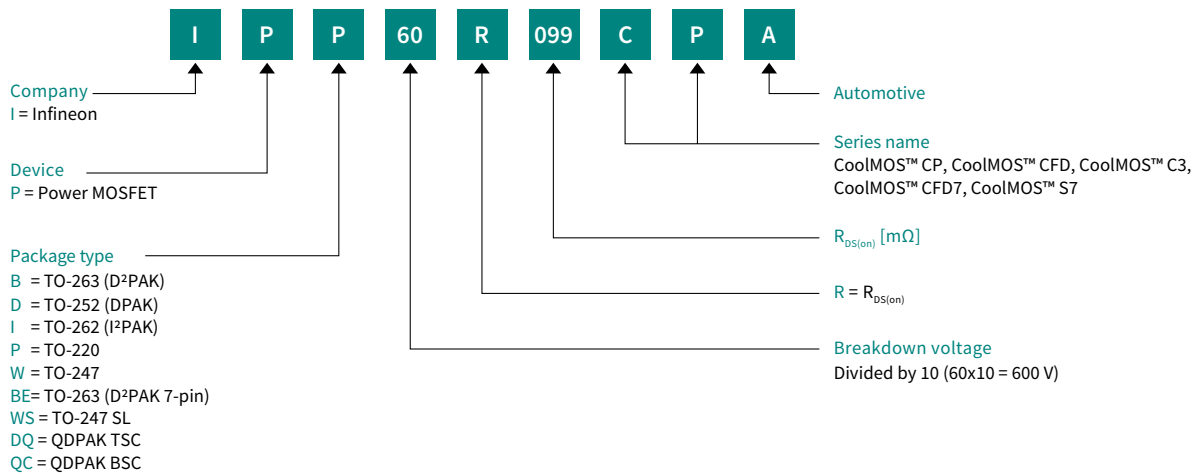 I P P 60 R 099 C P A
Company
I = Infineon
Device
P = Power MOSFET
Package type
B = TO-263 (D²PAK)
D = TO-252 (DPAK)
I = TO-262 (I²PAK)
P = TO-220
W = TO-247
BE= TO-263 (D²PAK 7-pin)
WS = TO-247 SL
DQ = QDPAK TSC
QC = QDPAK BSC
Automotive
Series name
CoolMOS™ CP, CoolMOS™ CFD, CoolMOS™ C3,
CoolMOS™ CFD7, CoolMOS™ S7
RDS(on) [mΩ]
R = RDS(on)
Breakdown voltage
Divided by 10 (60x10 = 600 V)